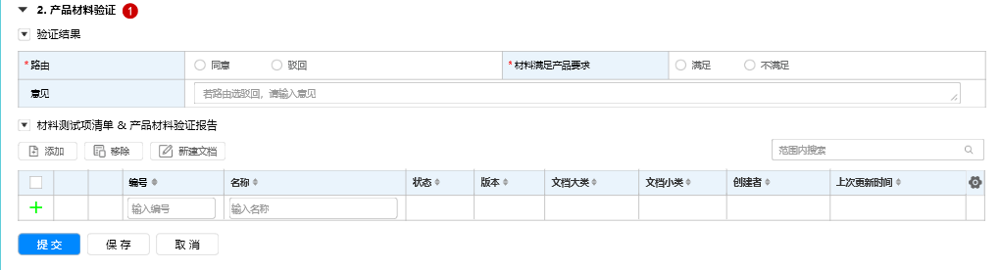 2. 产品材料验证 1
验证结果
*路由 同意 驳回 *材料满足产品要求 满足 不满足
意见 若路由选驳回，请输入意见
材料测试项清单 & 产品材料验证报告
添加 移除 新建文档 范围内搜索
编号 名称 状态 版本 文档大类 文档小类 创建者 上次更新时间
输入编号 输入名称
提交 保存 取消